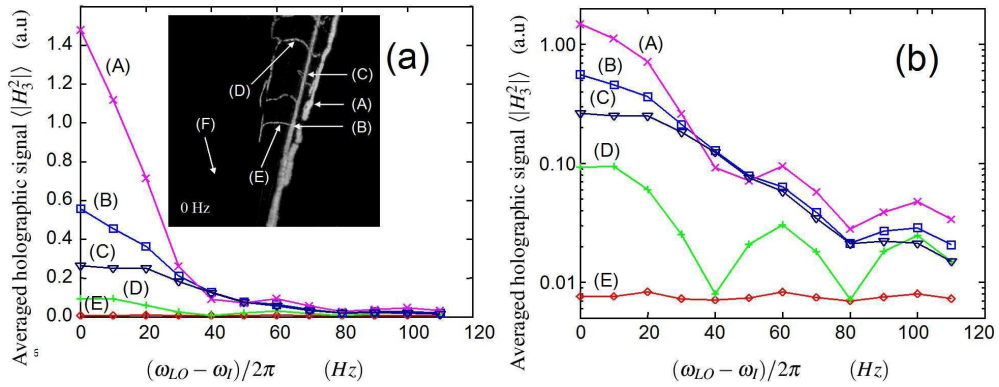 Averaged holographic signal ⟨|H₃²|⟩ (a.u)
1.4
1.2
1.0
0.8
0.6
0.4
0.2
0.0
0
20
40
60
80
100
120
(A)
(B)
(C)
(D)
(E)
(a)
(D)
(C)
(A)
(B)
(E)
(F)
0 Hz
(ω_LO − ω_I)/2π (Hz)
Averaged holographic signal ⟨|H₃²|⟩ (a.u)
1.00
0.10
0.01
0
20
40
60
80
100
120
(A)
(B)
(C)
(D)
(E)
(b)
(ω_LO − ω_I)/2π (Hz)